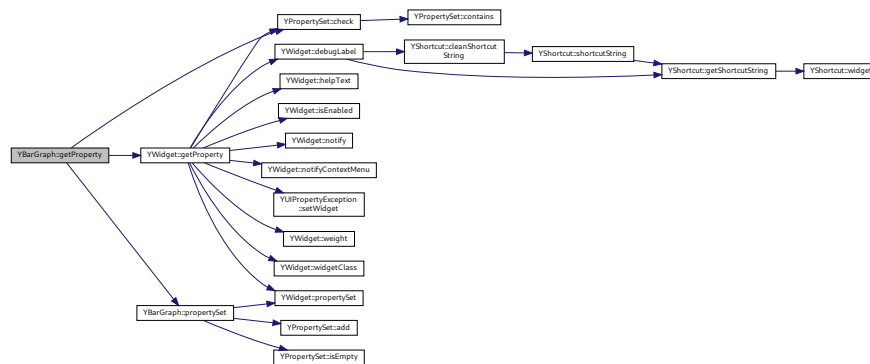 YPropertySet::check
YPropertySet::contains
YWidget::debugLabel
YShortcut::cleanShortcut
String
YShortcut::shortcutString
YShortcut::getShortcutString
YShortcut::widget
YWidget::helpText
YWidget::isEnabled
YWidget::notify
YBarGraph::getProperty
YWidget::getProperty
YWidget::notifyContextMenu
YUIPropertyException
::setWidget
YWidget::weight
YWidget::widgetClass
YWidget::propertySet
YBarGraph::propertySet
YPropertySet::add
YPropertySet::isEmpty